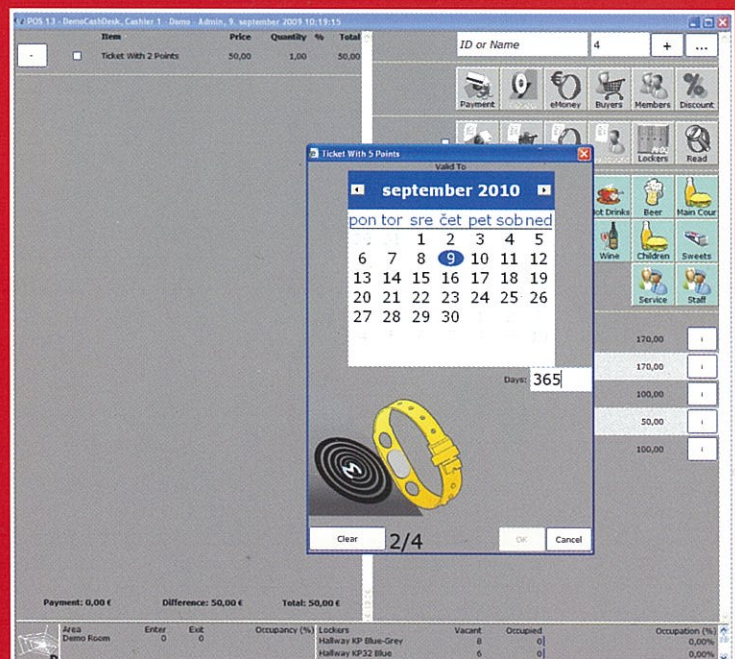 POS 13 - DemoCashDesk, Cashier 1 - Demo - Admin, 9. september 2009 10:19:15
Item Price Quantity % Total
- Ticket With 2 Points 50,00 1,00 50,00
ID or Name 4 + ...
Payment eMoney Buyers Members Discount
Lockers Read
Ticket With 5 Points
Valid To
september 2010
pon tor sre čet pet sob ned
1 2 3 4 5
6 7 8 9 10 11 12
13 14 15 16 17 18 19
20 21 22 23 24 25 26
27 28 29 30
Days: 365
Clear 2/4 OK Cancel
Hot Drinks Beer Main Cour
Wine Children Sweets
Service Staff
170,00
170,00
100,00
50,00
100,00
Payment: 0,00 € Difference: 50,00 € Total: 50,00 €
Area Enter Exit Occupancy (%)
Demo Room 0 0
Lockers Vacant Occupied Occupation (%)
Hallway KP Blue-Grey 8 0 0,00%
Hallway KP32 Blue 6 0 0,00%